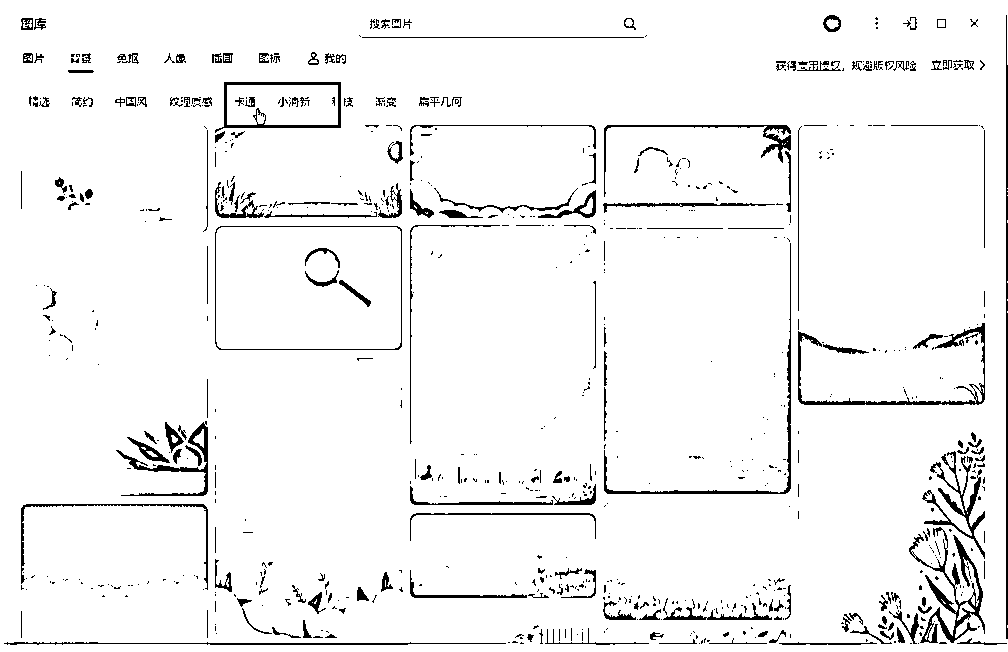 图库
搜索图片
图片 背景 免抠 人像 插画 图标 我的
获得商用授权，规避版权风险 立即获取
精选 简约 中国风 纹理质感 卡通 小清新 科技 渐变 扁平几何